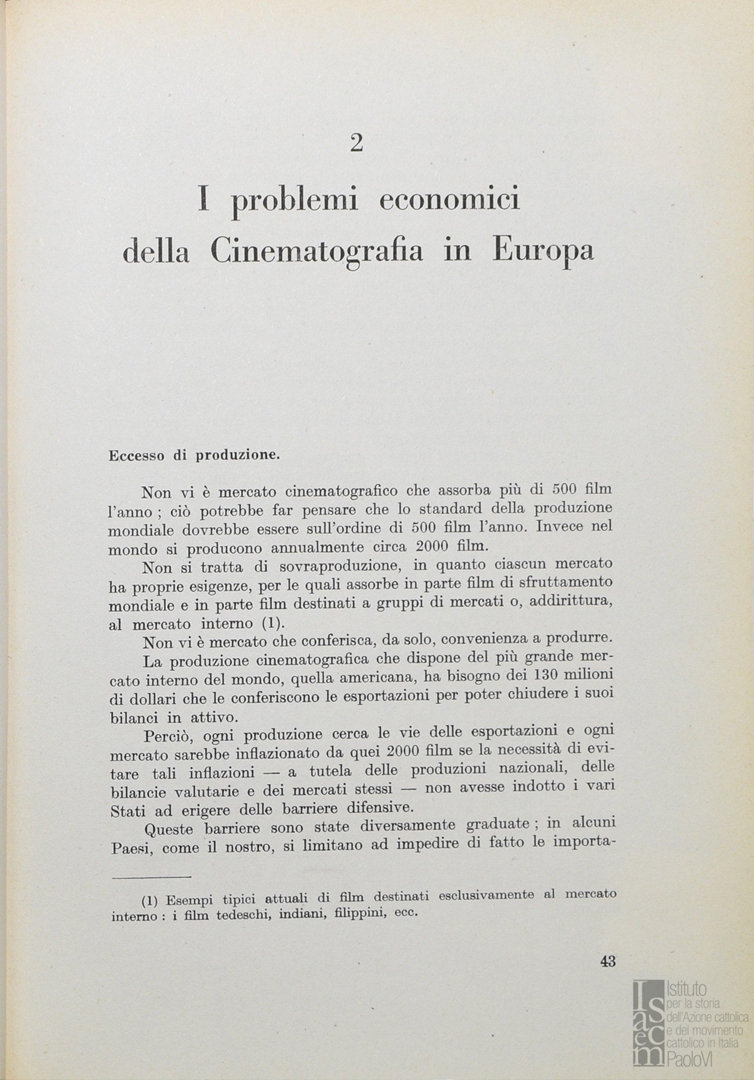 2
I problemi economici
della Cinematografia in Europa
Eccesso di produzione.
Non vi è mercato cinematografico che assorba più di 500 film
l'anno ; ciò potrebbe far pensare che lo standard della produzione
mondiale dovrebbe essere sull'ordine di 500 film l'anno. Invece nel
mondo si producono annualmente circa 2000 film.
Non si tratta di sovraproduzione, in quanto ciascun mercato
ha proprie esigenze, per le quali assorbe in parte film di sfruttamento
mondiale e in parte film destinati a gruppi di mercati o, addirittura,
al mercato interno (1).
Non vi è mercato che conferisca, da solo, convenienza a produrre.
La produzione cinematografica che dispone del più grande mer-
cato interno del mondo, quella americana, ha bisogno dei 130 milioni
di dollari che le conferiscono le esportazioni per poter chiudere i suoi
bilanci in attivo.
Perciò, ogni produzione cerca le vie delle esportazioni e ogni
mercato sarebbe inflazionato da quei 2000 film se la necessità di evi-
tare tali inflazioni — a tutela delle produzioni nazionali, delle
bilancie valutarie e dei mercati stessi — non avesse indotto i vari
Stati ad erigere delle barriere difensive.
Queste barriere sono state diversamente graduate ; in alcuni
Paesi, come il nostro, si limitano ad impedire di fatto le importa-
(1) Esempi tipici attuali di film destinati esclusivamente al mercato
interno : i film tedeschi, indiani, filippini, ecc.
43
Isacem
Istituto
per la storia
dell'Azione cattolica
e del movimento
cattolico in Italia
PaoloVI